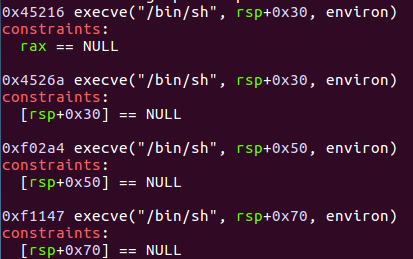 0x45216 execve("/bin/sh", rsp+0x30, environ)
constraints:
  rax == NULL

0x4526a execve("/bin/sh", rsp+0x30, environ)
constraints:
  [rsp+0x30] == NULL

0xf02a4 execve("/bin/sh", rsp+0x50, environ)
constraints:
  [rsp+0x50] == NULL

0xf1147 execve("/bin/sh", rsp+0x70, environ)
constraints:
  [rsp+0x70] == NULL